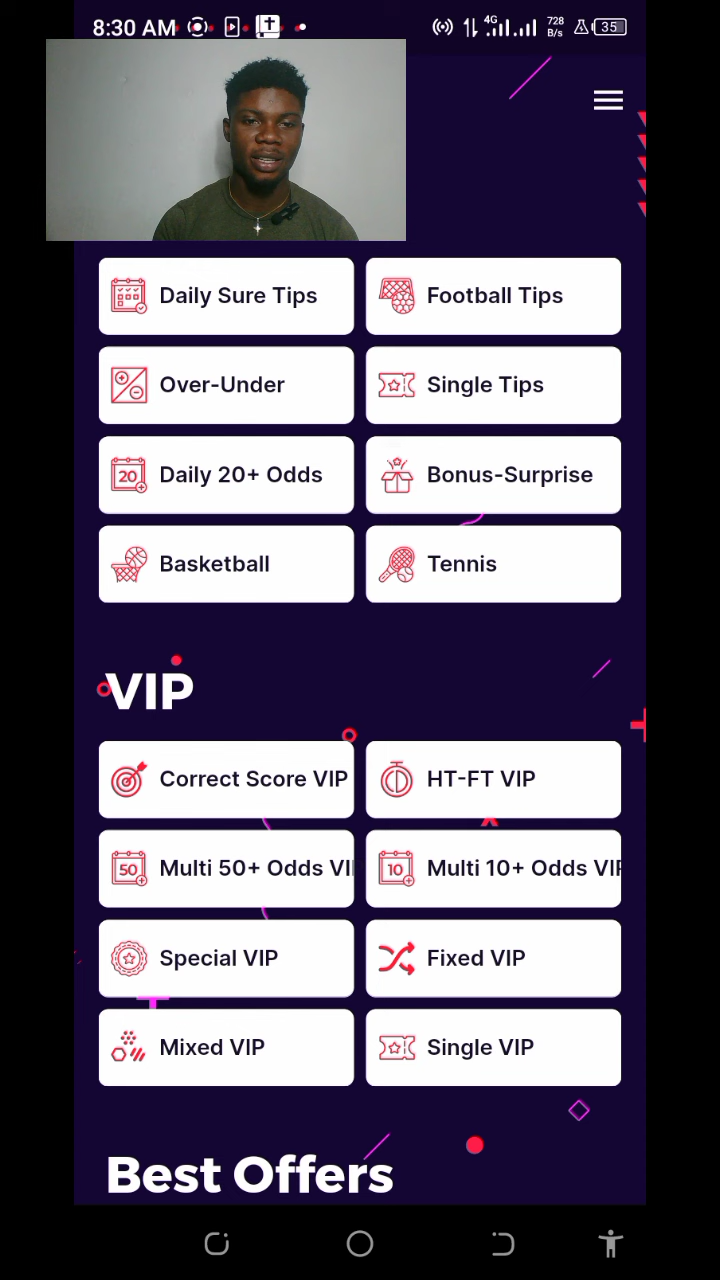 8:30 AM
4G
728
B/s
35
Daily Sure Tips
Football Tips
Over-Under
Single Tips
20
Daily 20+ Odds
Bonus-Surprise
Basketball
Tennis
VIP
Correct Score VIP
HT-FT VIP
50
Multi 50+ Odds VI
10
Multi 10+ Odds VIP
Special VIP
Fixed VIP
Mixed VIP
Single VIP
Best Offers